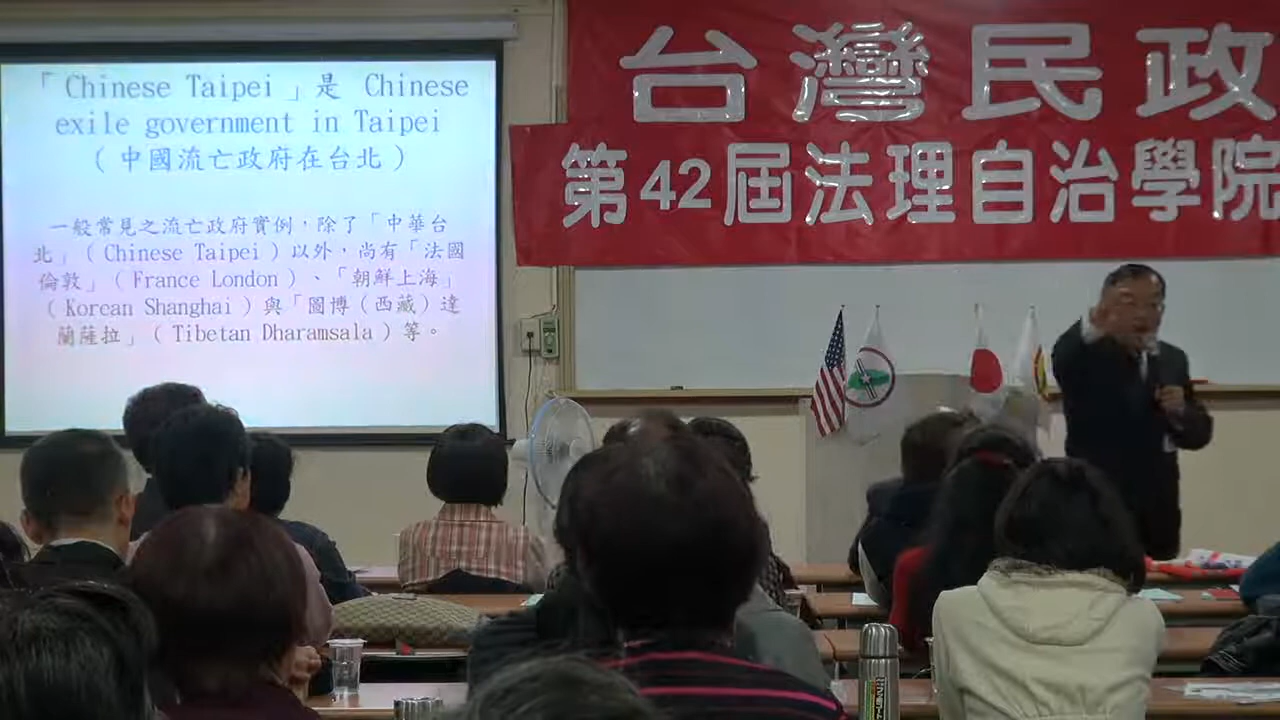 「Chinese Taipei」是 Chinese
exile government in Taipei
(中國流亡政府在台北)
一般常見之流亡政府實例,除了「中華台
北」(Chinese Taipei)以外,尚有「法國
倫敦」(France London)、「朝鮮上海」
(Korean Shanghai)與「圖博(西藏)達
蘭薩拉」(Tibetan Dharamsala)等。
台灣民政
第42屆法理自治學院